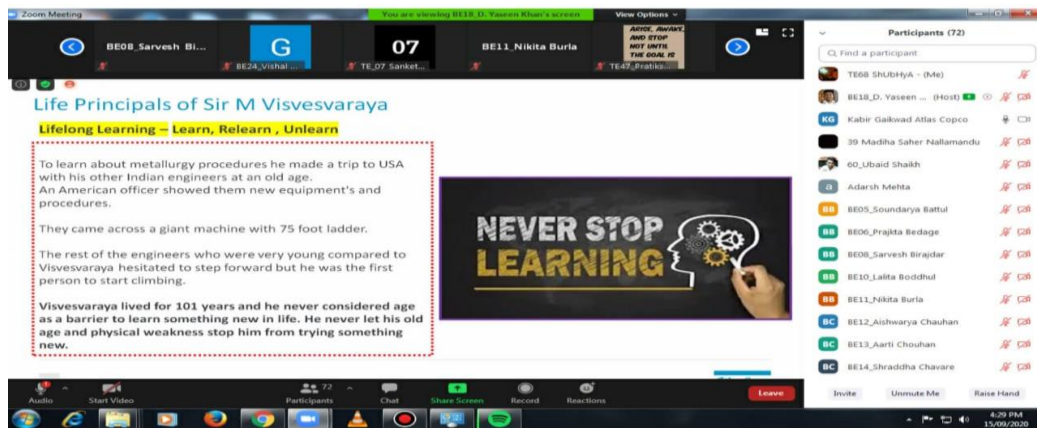 Zoom Meeting
You are viewing BE18_D. Yaseen Khan's screen
View Options
BE08_Sarvesh Bi...
G
BE24_Vishal ...
07
TE_07 Sanket...
BE11_Nikita Burla
ARISE, AWAKE,
AND STOP
NOT UNTIL
THE GOAL IS
TE47_Pratiks...
Life Principals of Sir M Visvesvaraya
Lifelong Learning – Learn, Relearn , Unlearn
To learn about metallurgy procedures he made a trip to USA
with his other Indian engineers at an old age.
An American officer showed them new equipment's and
procedures.
They came across a giant machine with 75 foot ladder.
The rest of the engineers who were very young compared to
Visvesvaraya hesitated to step forward but he was the first
person to start climbing.
Visvesvaraya lived for 101 years and he never considered age
as a barrier to learn something new in life. He never let his old
age and physical weakness stop him from trying something
new.
NEVER STOP
LEARNING
Participants (72)
Find a participant
TE68 ShUbHyA - (Me)
BE18_D. Yaseen ... (Host)
KG Kabir Gaikwad Atlas Copco
39 Madiha Saher Nallamandu
60_Ubaid Shaikh
a Adarsh Mehta
BB BE05_Soundarya Battul
BB BE06_Prajkta Bedage
BB BE08_Sarvesh Birajdar
BB BE10_Lalita Boddhul
BB BE11_Nikita Burla
BC BE12_Aishwarya Chauhan
BC BE13_Aarti Chouhan
BC BE14_Shraddha Chavare
Invite
Unmute Me
Raise Hand
Audio
Start Video
72
Participants
Chat
Share Screen
Record
Reactions
Leave
4:29 PM
15/09/2020